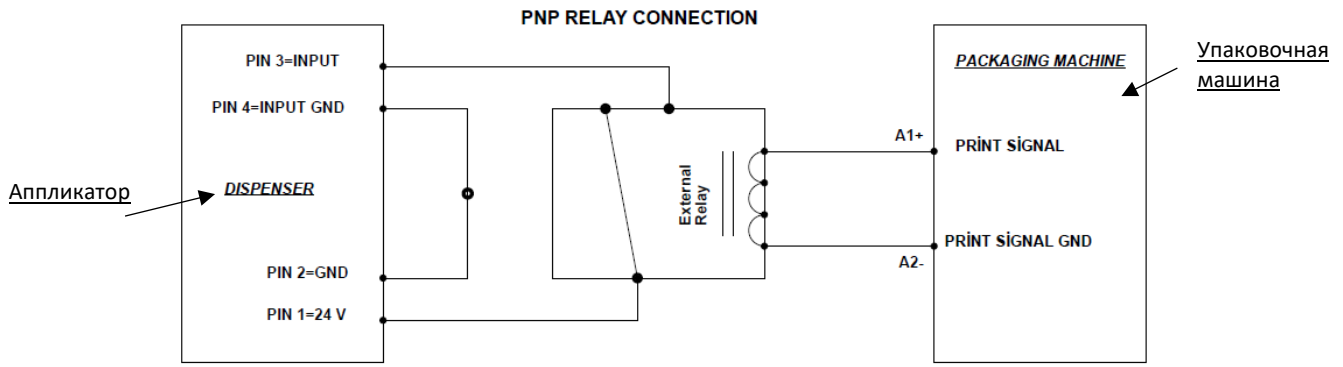 PNP RELAY CONNECTION
PIN 3=INPUT
PIN 4=INPUT GND
DISPENSER
PIN 2=GND
PIN 1=24 V
Аппликатор
External
Relay
A1+
A2-
PACKAGING MACHINE
PRİNT SİGNAL
PRİNT SİGNAL GND
Упаковочная
машина